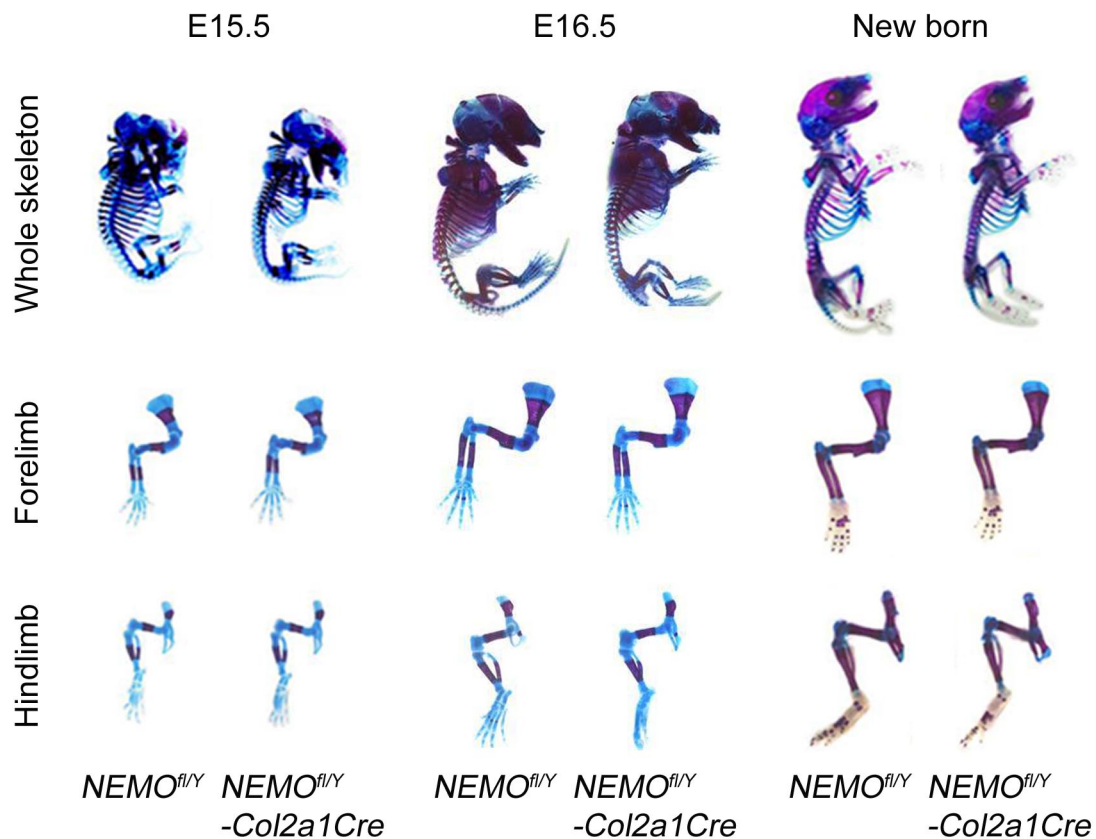 E15.5 E16.5 New born
Whole skeleton
Forelimb
Hindlimb
NEMOfl/Y NEMOfl/Y NEMOfl/Y NEMOfl/Y NEMOfl/Y NEMOfl/Y
-Col2a1Cre -Col2a1Cre -Col2a1Cre